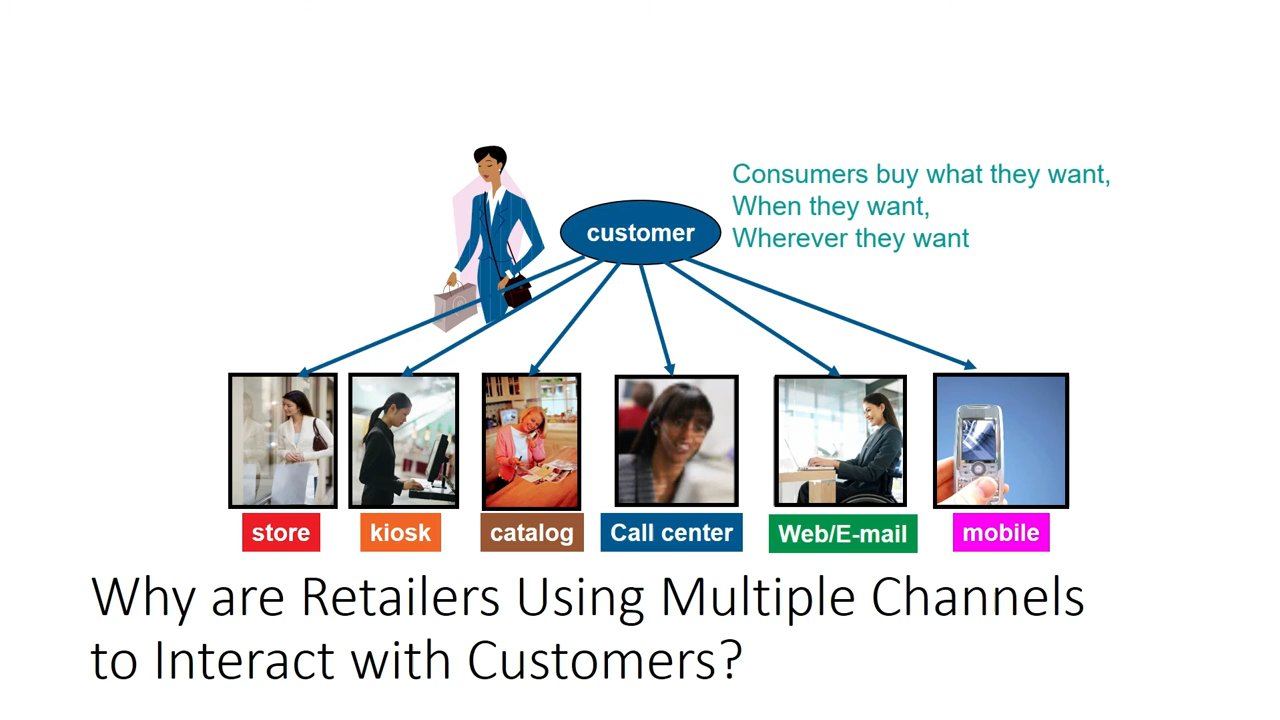 Consumers buy what they want,
When they want,
Wherever they want
customer
store
kiosk
catalog
Call center
Web/E-mail
mobile
Why are Retailers Using Multiple Channels
to Interact with Customers?